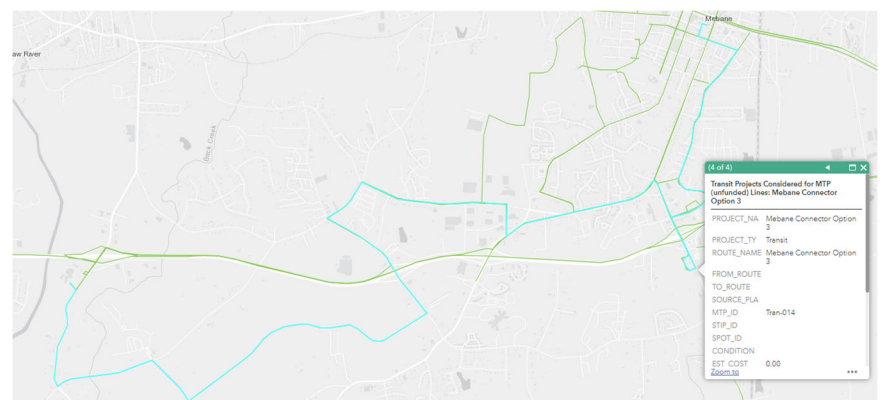 Mebane
aw River
Back Creek
(4 of 4)
Transit Projects Considered for MTP
(unfunded) Lines: Mebane Connector
Option 3
PROJECT_NA Mebane Connector Option
3
PROJECT_TY Transit
ROUTE_NAME Mebane Connector Option
3
FROM_ROUTE
TO_ROUTE
SOURCE_PLA
MTP_ID Tran-014
STIP_ID
SPOT_ID
CONDITION
EST_COST 0.00
Zoom to